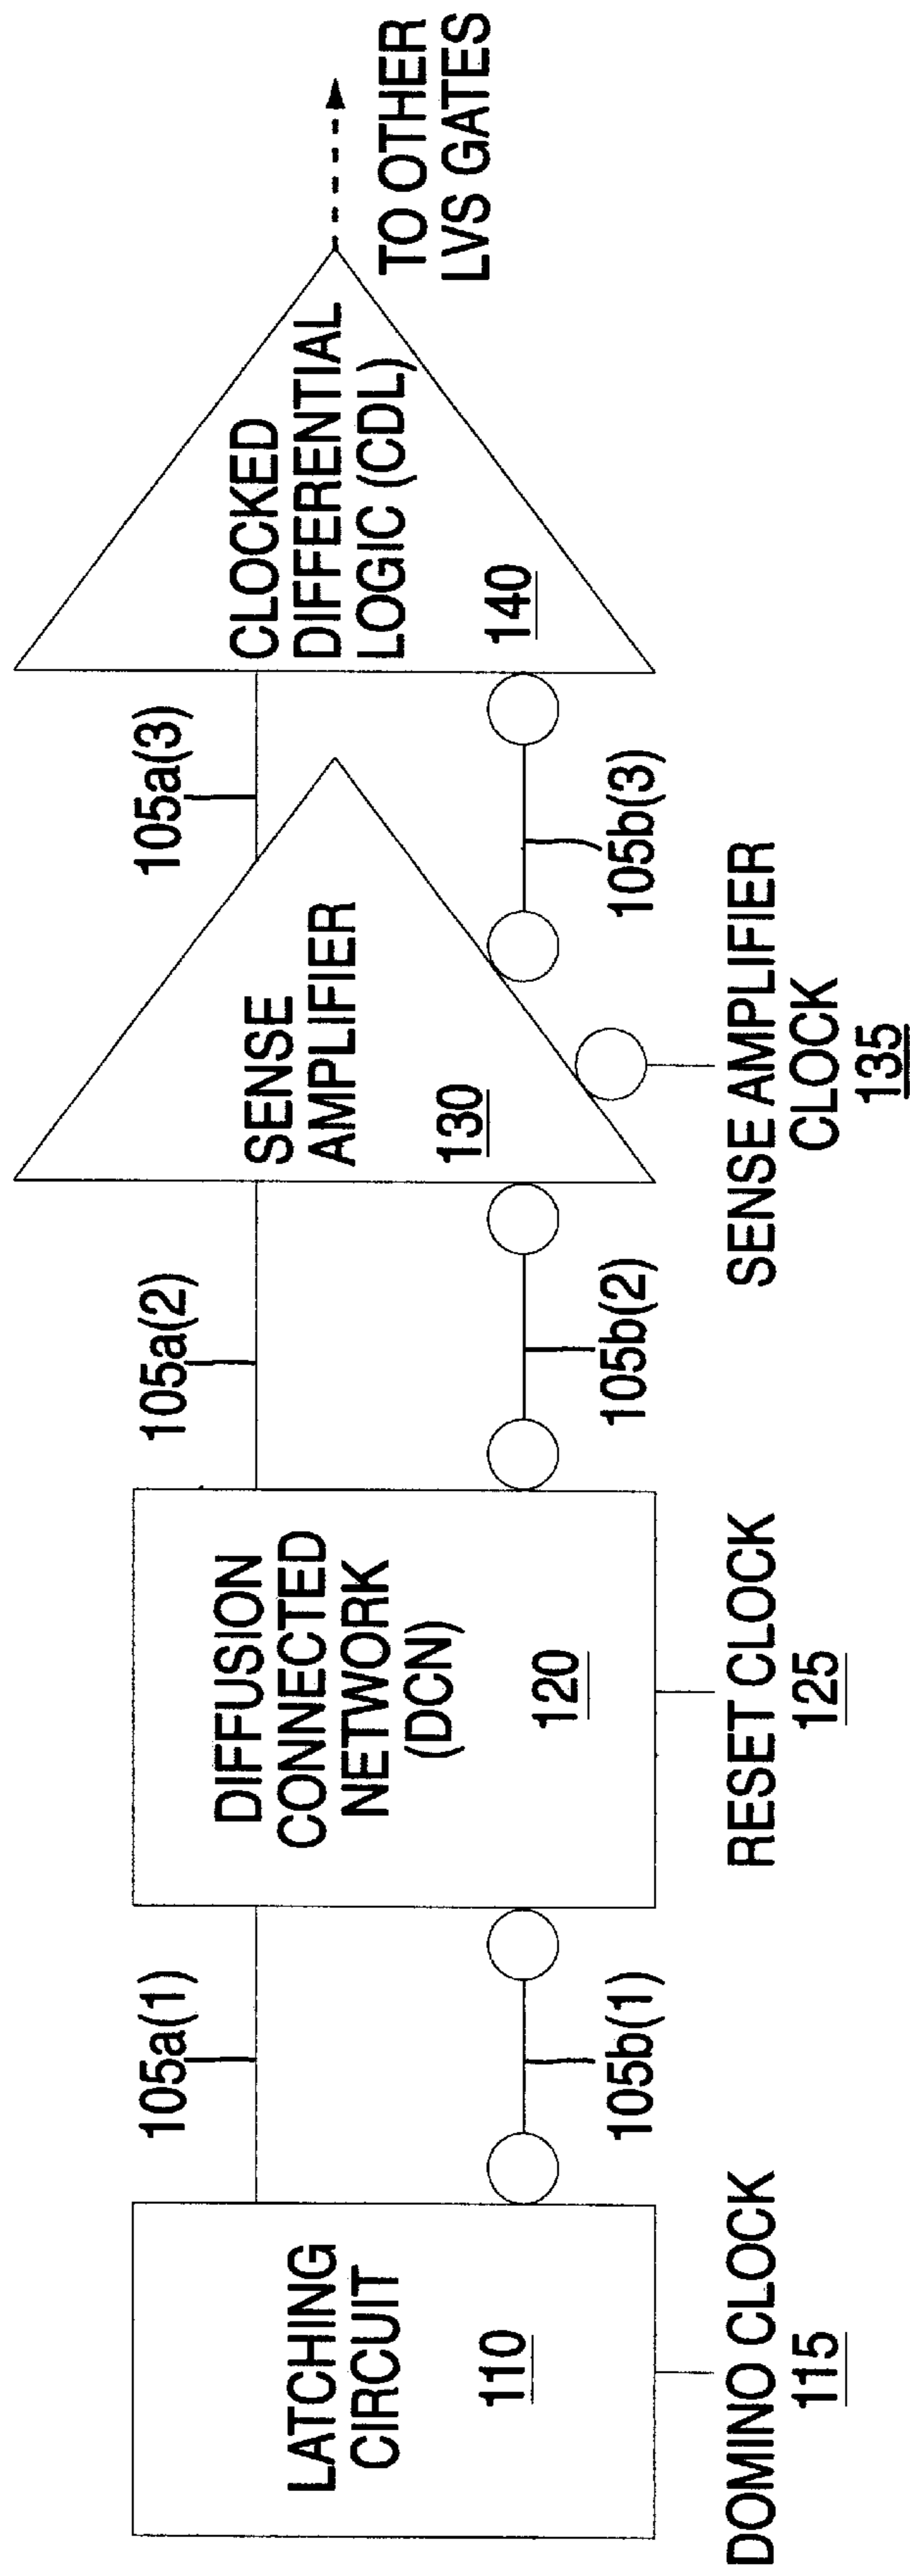 LATCHING
CIRCUIT
110
DOMINO CLOCK
115
105a(1)
105b(1)
DIFFUSION
CONNECTED
NETWORK
(DCN)
120
RESET CLOCK
125
105a(2)
105b(2)
SENSE
AMPLIFIER
130
SENSE AMPLIFIER
CLOCK
135
105a(3)
105b(3)
CLOCKED
DIFFERENTIAL
LOGIC (CDL)
140
TO OTHER
LVS GATES